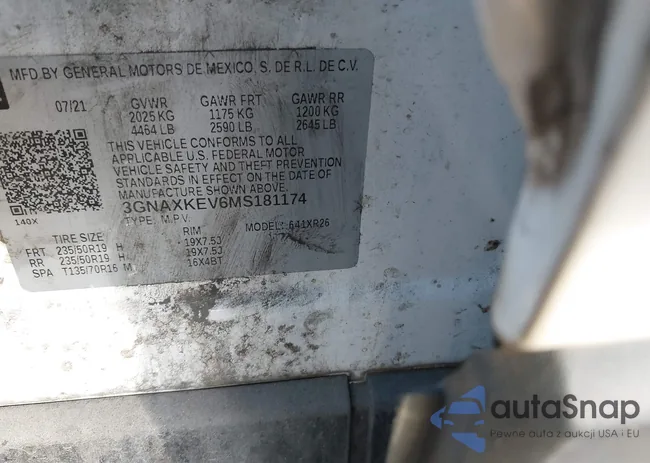 MFD BY GENERAL MOTORS DE MEXICO, S. DE R.L. DE C.V.
07/21 GVWR GAWR FRT GAWR RR
2025 KG 1175 KG 1200 KG
4464 LB 2590 LB 2645 LB
THIS VEHICLE CONFORMS TO ALL
APPLICABLE U.S. FEDERAL MOTOR
VEHICLE SAFETY AND THEFT PREVENTION
STANDARDS IN EFFECT ON THE DATE OF
MANUFACTURE SHOWN ABOVE.
3GNAXKEV6MS181174
140X TYPE: M.P.V. MODEL: 641XR26
TIRE SIZE RIM
FRT 235/50R19 H 19X7.5J
RR 235/50R19 H 19X7.5J
SPA T135/70R16 M 16X4BT
autaSnap
Pewne auta z aukcji USA i EU